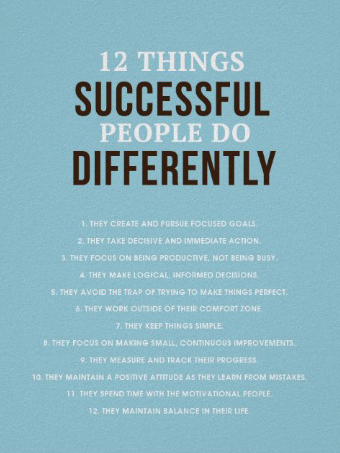 12 THINGS
SUCCESSFUL
PEOPLE DO
DIFFERENTLY
1. THEY CREATE AND PURSUE FOCUSED GOALS.
2. THEY TAKE DECISIVE AND IMMEDIATE ACTION.
3. THEY FOCUS ON BEING PRODUCTIVE, NOT BEING BUSY.
4. THEY MAKE LOGICAL, INFORMED DECISIONS.
5. THEY AVOID THE TRAP OF TRYING TO MAKE THINGS PERFECT.
6. THEY WORK OUTSIDE OF THEIR COMFORT ZONE.
7. THEY KEEP THINGS SIMPLE.
8. THEY FOCUS ON MAKING SMALL, CONTINUOUS IMPROVEMENTS.
9. THEY MEASURE AND TRACK THEIR PROGRESS.
10. THEY MAINTAIN A POSITIVE ATTITUDE AS THEY LEARN FROM MISTAKES.
11. THEY SPEND TIME WITH THE MOTIVATIONAL PEOPLE.
12. THEY MAINTAIN BALANCE IN THEIR LIFE.